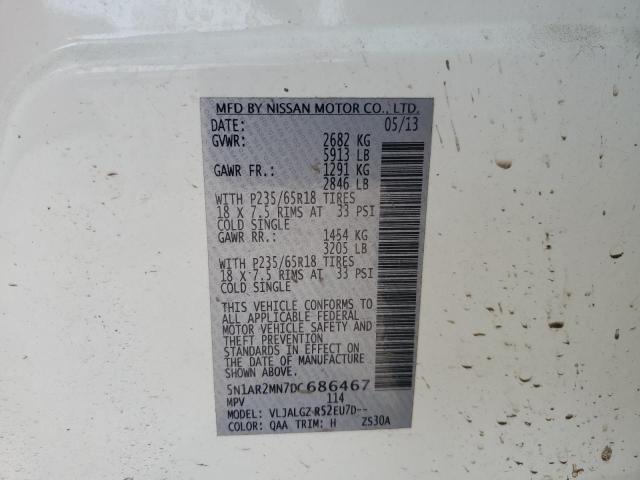 MFD BY NISSAN MOTOR CO., LTD.
DATE: 05/13
GVWR: 2682 KG
5913 LB
GAWR FR.: 1291 KG
2846 LB
WITH P235/65R18 TIRES
18 X 7.5 RIMS AT 33 PSI
COLD SINGLE
GAWR RR.: 1454 KG
3205 LB
WITH P235/65R18 TIRES
18 X 7.5 RIMS AT 33 PSI
COLD SINGLE
THIS VEHICLE CONFORMS TO
ALL APPLICABLE FEDERAL
MOTOR VEHICLE SAFETY AND
THEFT PREVENTION
STANDARDS IN EFFECT ON
THE DATE OF MANUFACTURE
SHOWN ABOVE.
5N1AR2MN7DC686467
MPV 114
MODEL: VLJALGZ-R52EU7D--
COLOR: QAA TRIM: H ZS30A